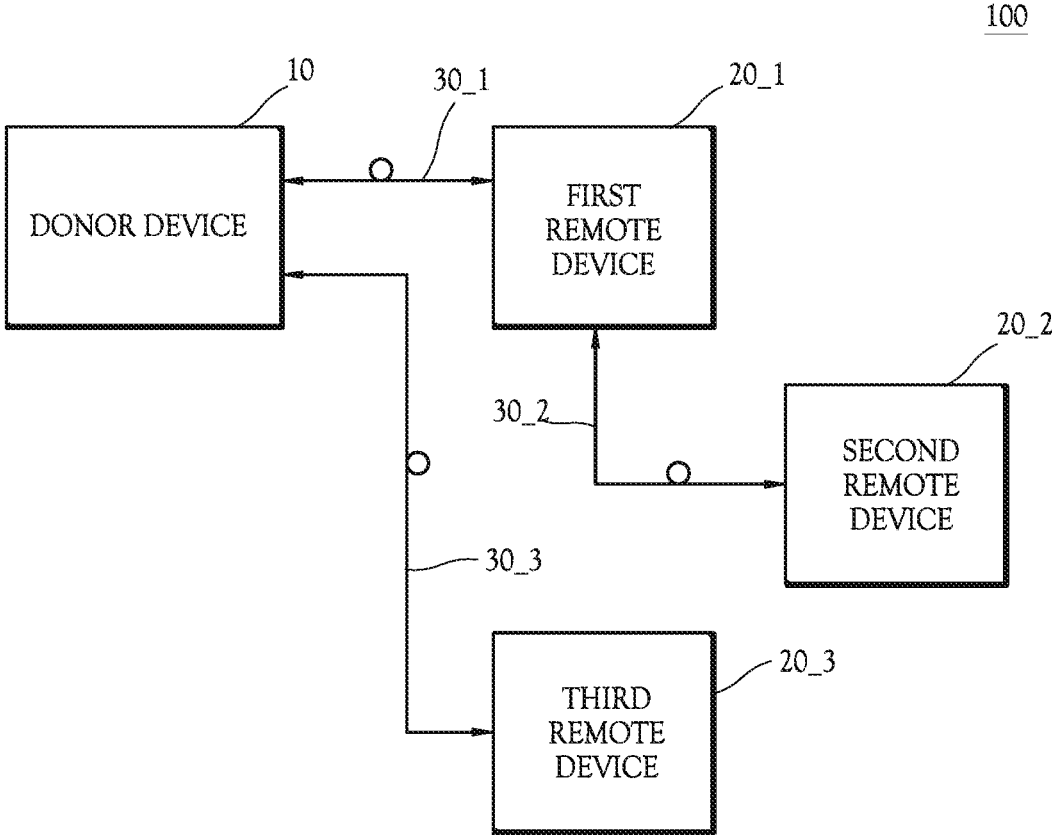 100
10
30_1
20_1
DONOR DEVICE
FIRST
REMOTE
DEVICE
20_2
30_2
SECOND
REMOTE
DEVICE
30_3
20_3
THIRD
REMOTE
DEVICE